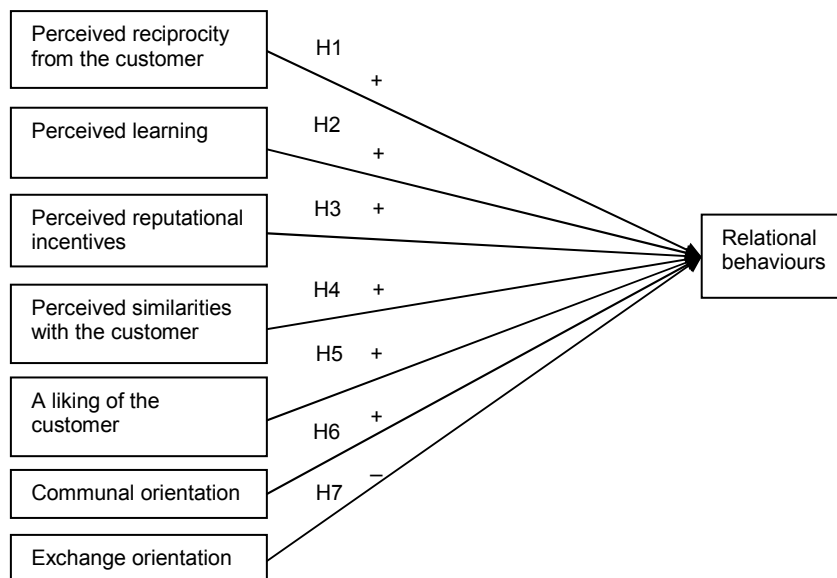 Perceived reciprocity
from the customer
H1
+
Perceived learning
H2
+
Perceived reputational
incentives
H3
+
Relational
behaviours
Perceived similarities
with the customer
H4
+
A liking of the
customer
H5
+
Communal orientation
H6
+
Exchange orientation
H7
–